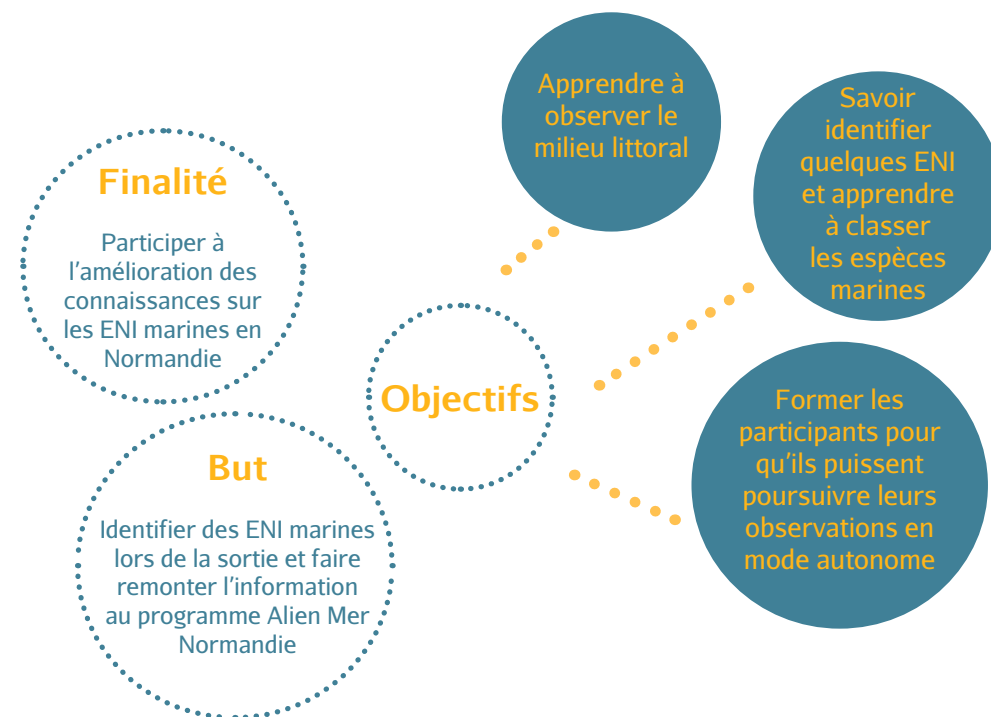 Finalité
Participer à
l'amélioration des
connaissances sur
les ENI marines en
Normandie
But
Identifier des ENI marines
lors de la sortie et faire
remonter l'information
au programme Alien Mer
Normandie
Objectifs
Apprendre à
observer le
milieu littoral
Savoir
identifier
quelques ENI
et apprendre
à classer
les espèces
marines
Former les
participants pour
qu'ils puissent
poursuivre leurs
observations en
mode autonome